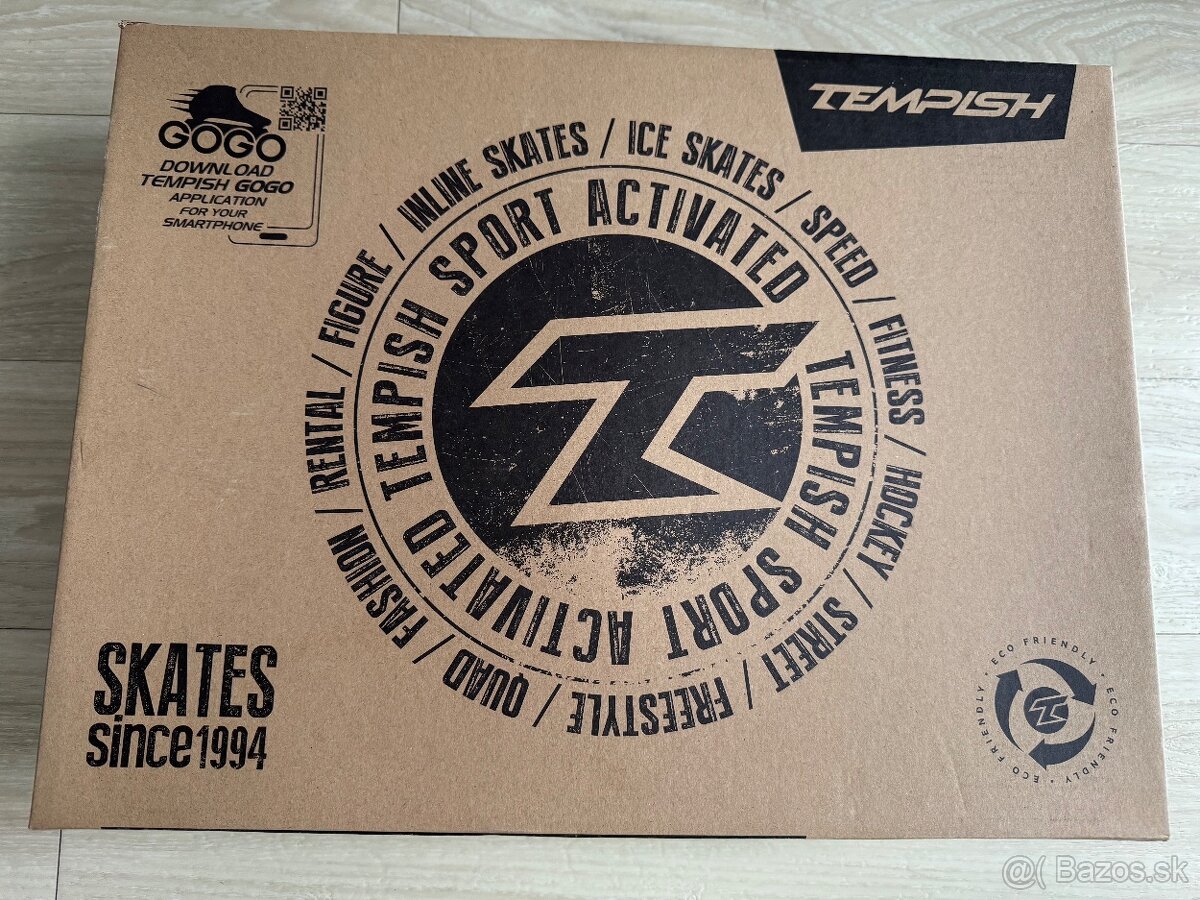 TEMPISH
GOGO
DOWNLOAD
TEMPISH GOGO
APPLICATION
FOR YOUR
SMARTPHONE
INLINE SKATES / ICE SKATES / SPEED / FITNESS / HOCKEY / STREET / FREESTYLE / QUAD / FASHION / RENTAL / FIGURE /
TEMPISH SPORT ACTIVATED TEMPISH SPORT ACTIVATED
SKATES
since1994
ECO FRIENDLY · ECO FRIENDLY · ECO FRIENDLY ·
@( Bazos.sk